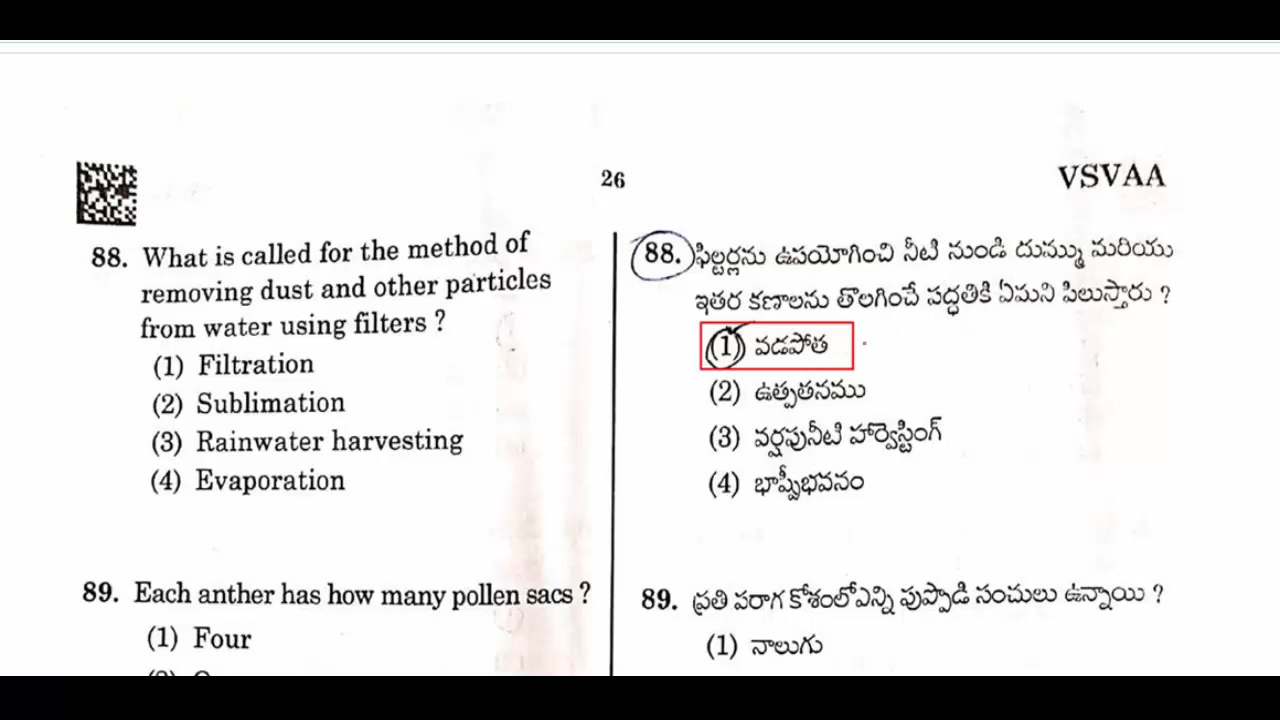 26
VSVAA
88. What is called for the method of
removing dust and other particles
from water using filters ?
(1) Filtration
(2) Sublimation
(3) Rainwater harvesting
(4) Evaporation
89. Each anther has how many pollen sacs ?
(1) Four
88. ఫిల్టర్లను ఉపయోగించి నీటి నుండి దుమ్ము మరియు
ఇతర కణాలను తొలగించే పద్ధతికి ఏమని పిలుస్తారు ?
(1) వడపోత
(2) ఉత్పతనము
(3) వర్షపునీటి హార్వెస్టింగ్
(4) భాష్పీభవనం
89. ప్రతి పరాగ కోశంలోఎన్ని పుప్పొడి సంచులు ఉన్నాయి ?
(1) నాలుగు